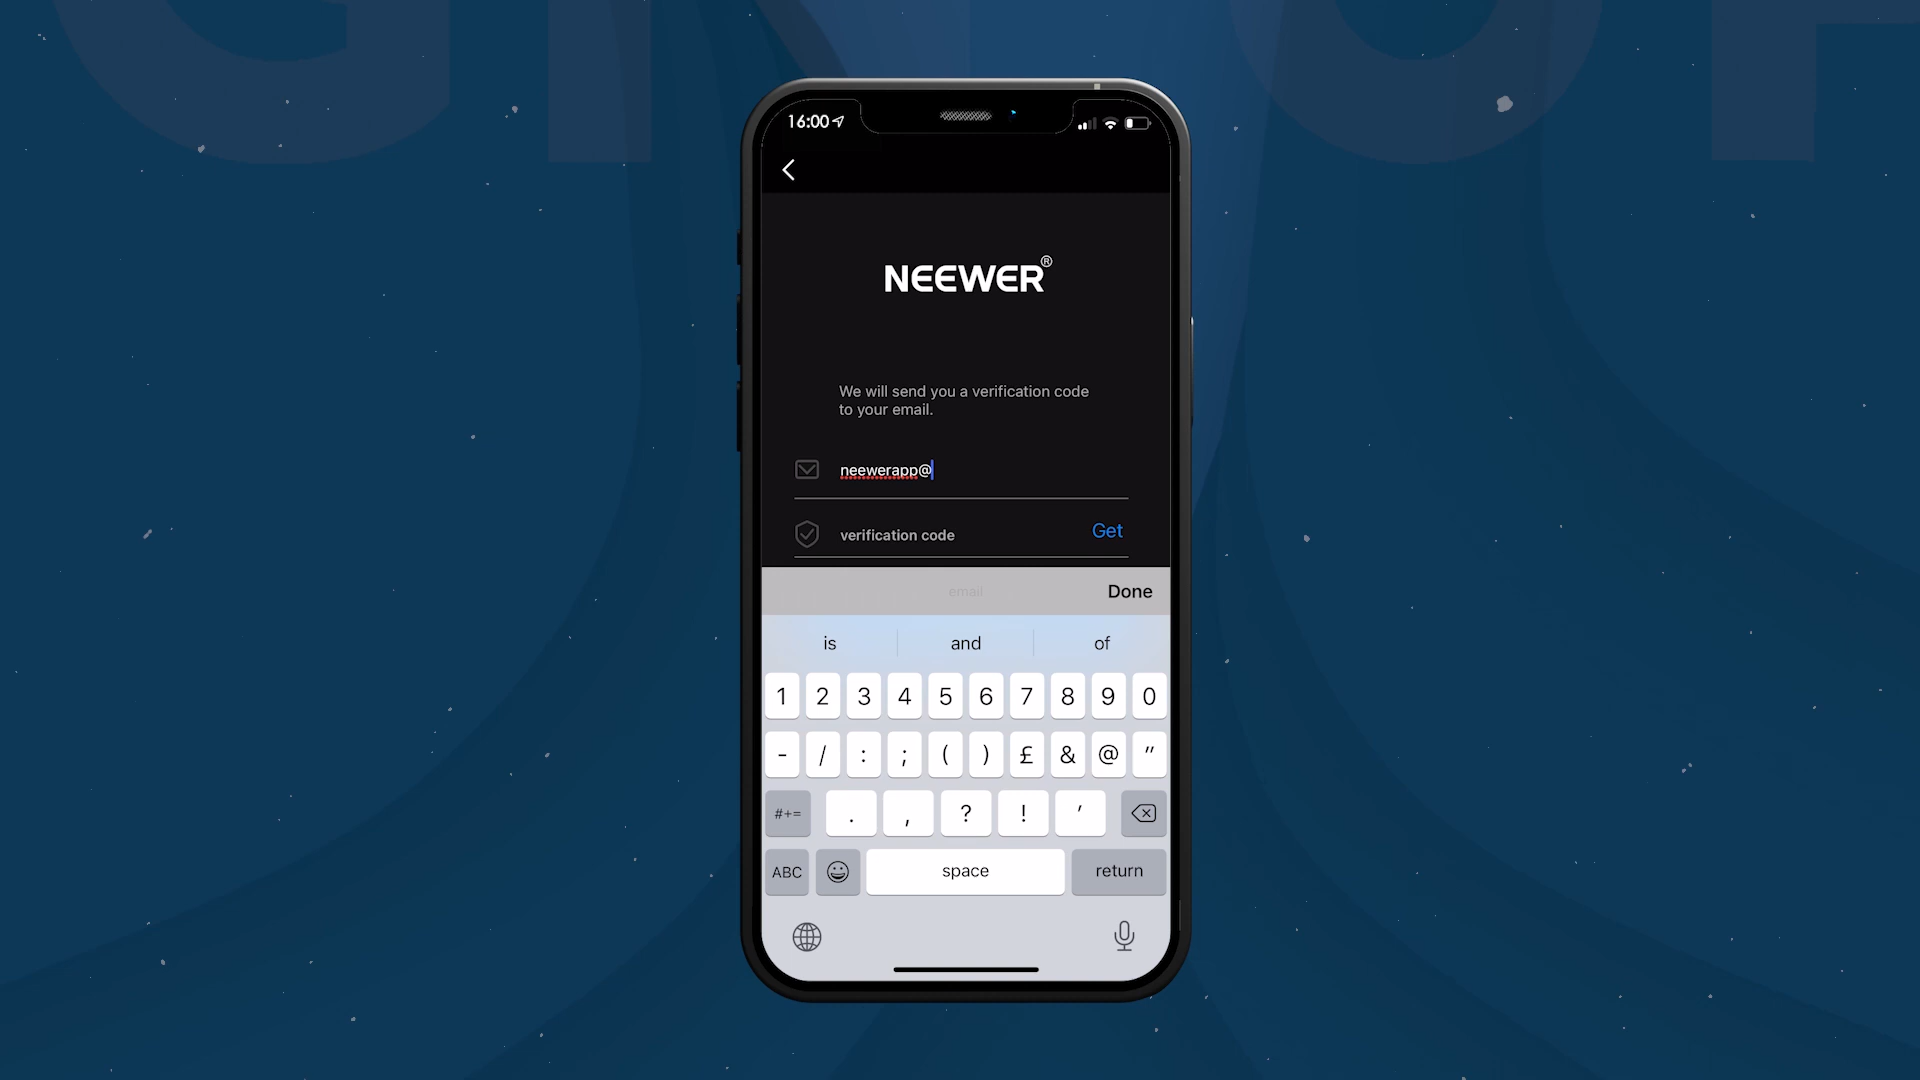 16:00
NEEWER®
We will send you a verification code
to your email.
neewerapp@
verification code Get
email Done
is and of
1 2 3 4 5 6 7 8 9 0
- / : ; ( ) £ & @ "
#+= . , ? ! '
ABC space return